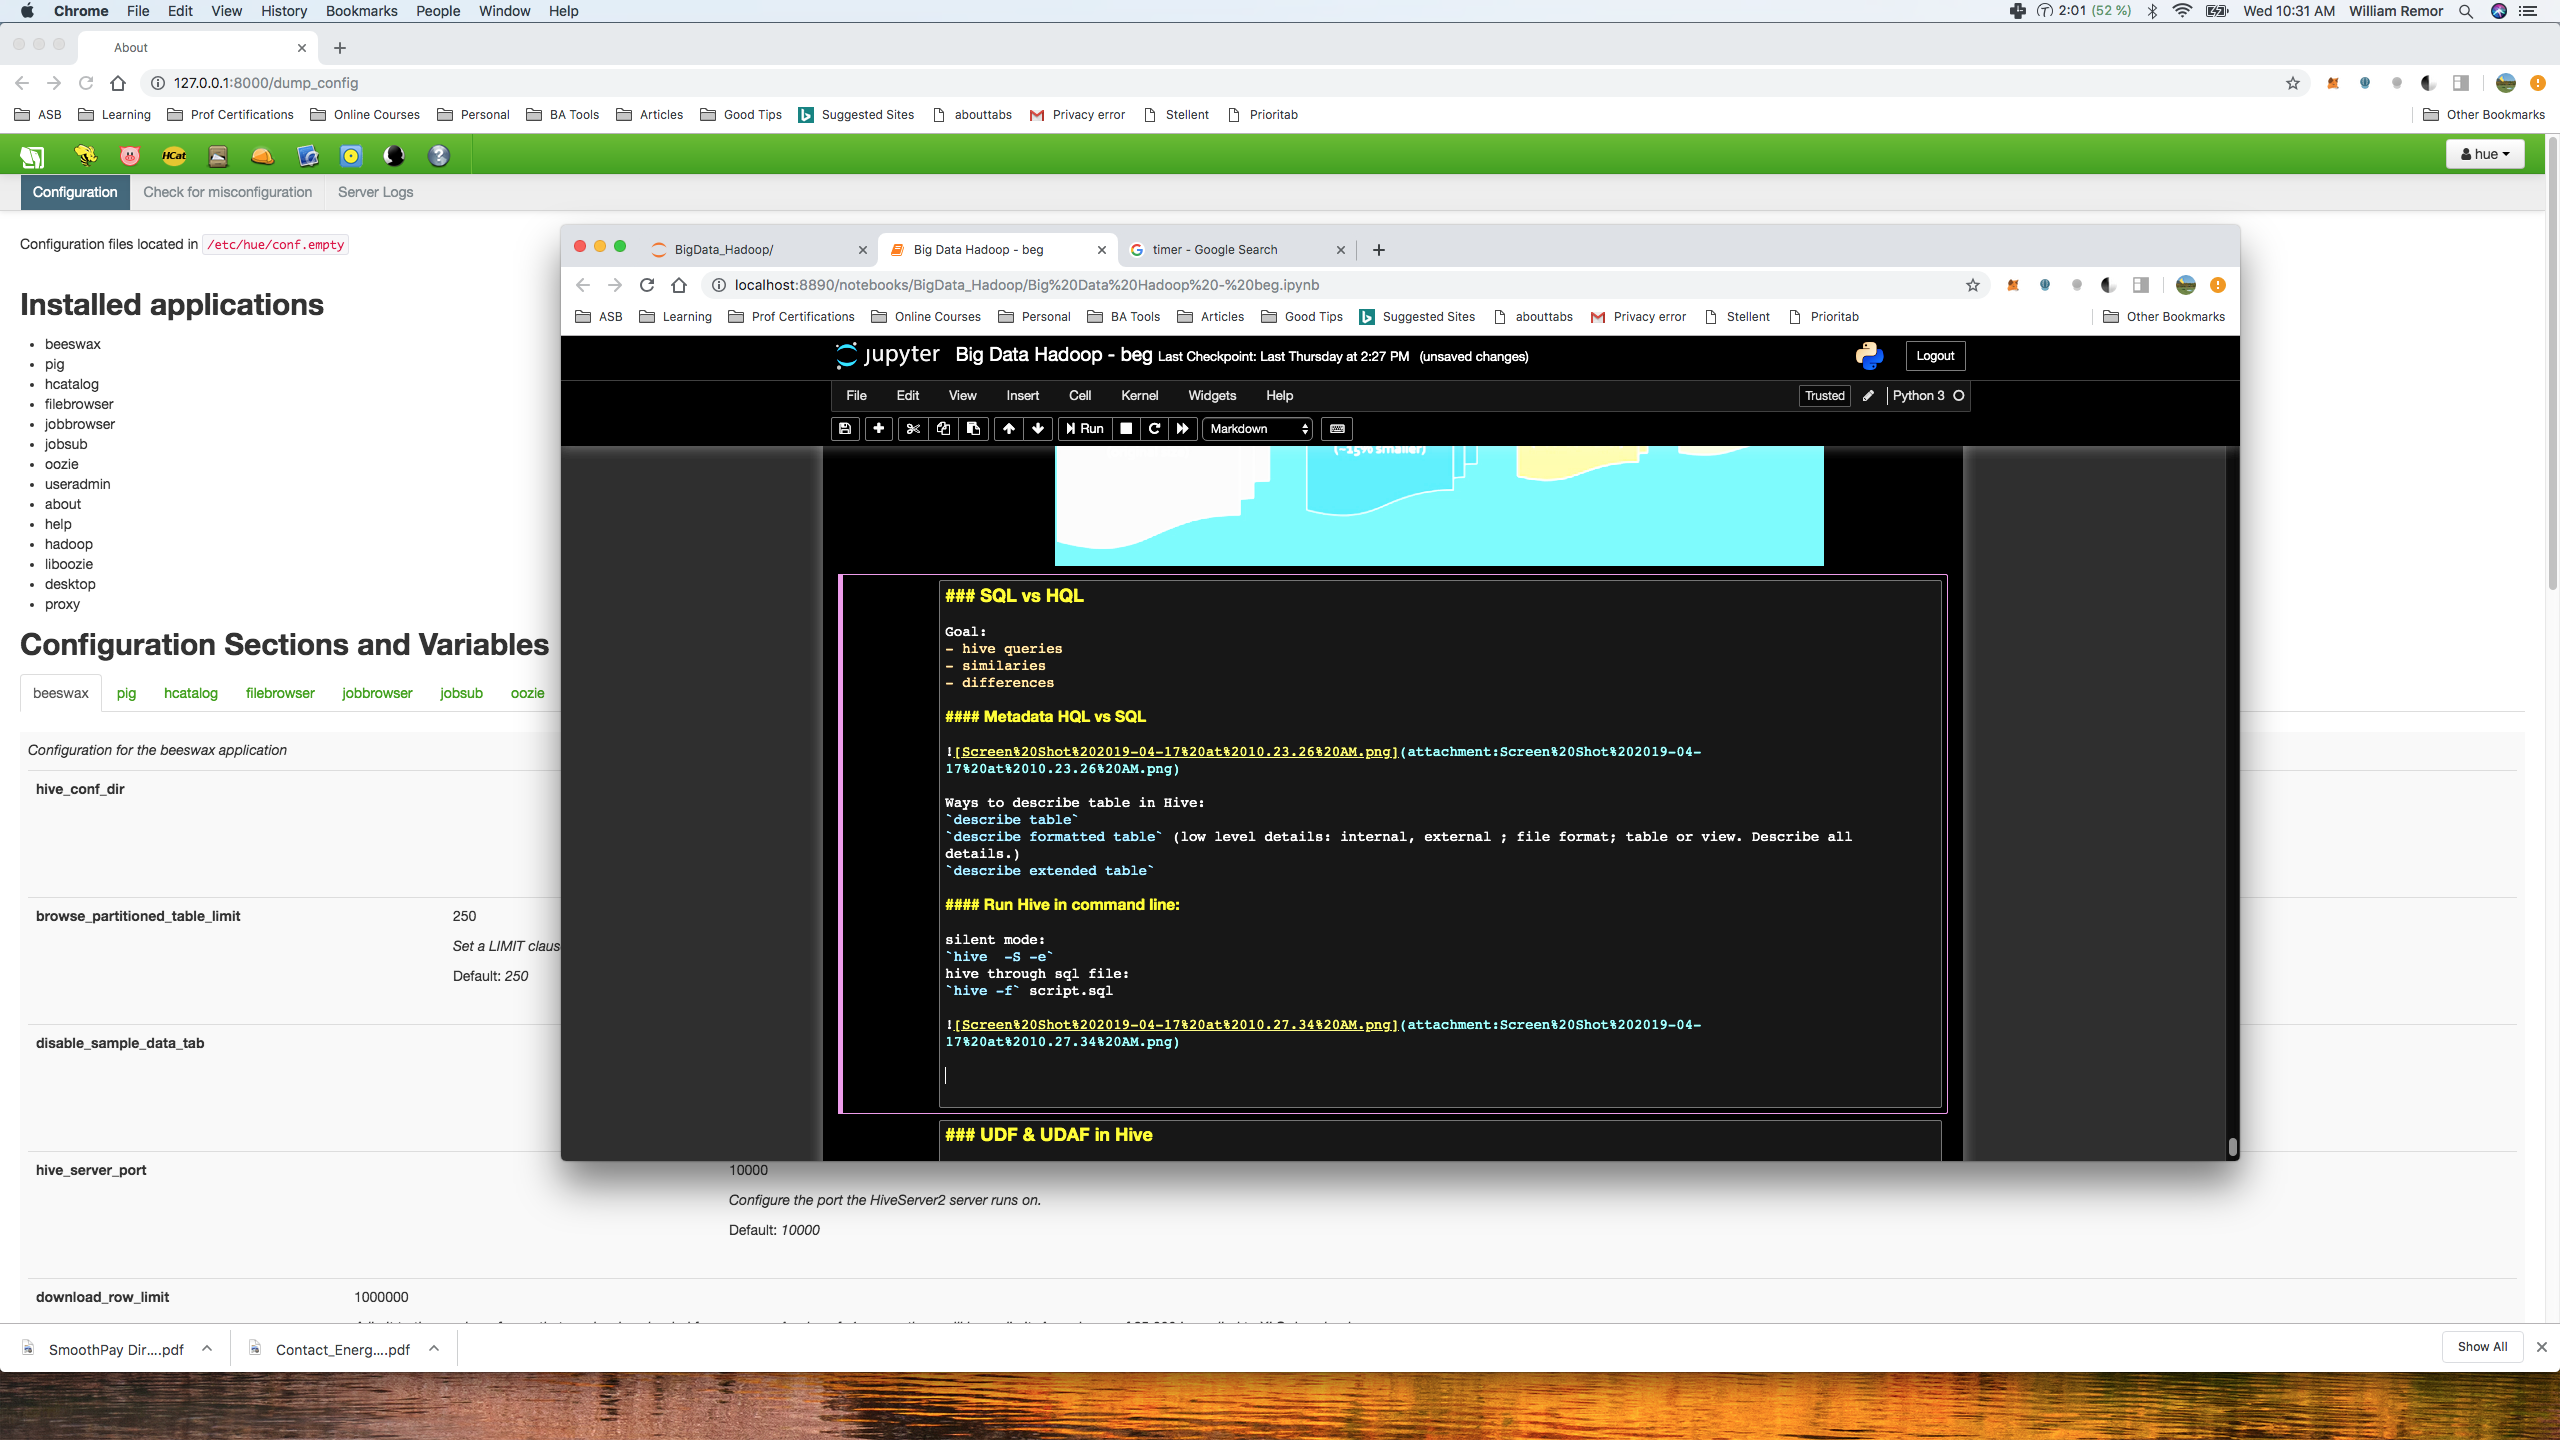 Chrome File Edit View History Bookmarks People Window Help
2:01 (52 %) Wed 10:31 AM William Remor
About
127.0.0.1:8000/dump_config
ASB Learning Prof Certifications Online Courses Personal BA Tools Articles Good Tips Suggested Sites abouttabs Privacy error Stellent Prioritab Other Bookmarks
HCat
hue
Configuration Check for misconfiguration Server Logs
Configuration files located in /etc/hue/conf.empty
Installed applications
beeswax
pig
hcatalog
filebrowser
jobbrowser
jobsub
oozie
useradmin
about
help
hadoop
liboozie
desktop
proxy
Configuration Sections and Variables
beeswax pig hcatalog filebrowser jobbrowser jobsub oozie
Configuration for the beeswax application
hive_conf_dir
browse_partitioned_table_limit 250
Set a LIMIT claus
Default: 250
disable_sample_data_tab
hive_server_port 10000
Configure the port the HiveServer2 server runs on.
Default: 10000
download_row_limit 1000000
BigData_Hadoop/ Big Data Hadoop - beg timer - Google Search
localhost:8890/notebooks/BigData_Hadoop/Big%20Data%20Hadoop%20-%20beg.ipynb
ASB Learning Prof Certifications Online Courses Personal BA Tools Articles Good Tips Suggested Sites abouttabs Privacy error Stellent Prioritab Other Bookmarks
jupyter Big Data Hadoop - beg Last Checkpoint: Last Thursday at 2:27 PM (unsaved changes) Logout
File Edit View Insert Cell Kernel Widgets Help Trusted Python 3
Run Markdown
(~15% smaller)
### SQL vs HQL
Goal:
- hive queries
- similaries
- differences
#### Metadata HQL vs SQL
![Screen%20Shot%202019-04-17%20at%2010.23.26%20AM.png](attachment:Screen%20Shot%202019-04-
17%20at%2010.23.26%20AM.png)
Ways to describe table in Hive:
`describe table`
`describe formatted table` (low level details: internal, external ; file format; table or view. Describe all
details.)
`describe extended table`
#### Run Hive in command line:
silent mode:
`hive  -S -e`
hive through sql file:
`hive -f` script.sql
![Screen%20Shot%202019-04-17%20at%2010.27.34%20AM.png](attachment:Screen%20Shot%202019-04-
17%20at%2010.27.34%20AM.png)
### UDF & UDAF in Hive
SmoothPay Dir....pdf Contact_Energ....pdf Show All